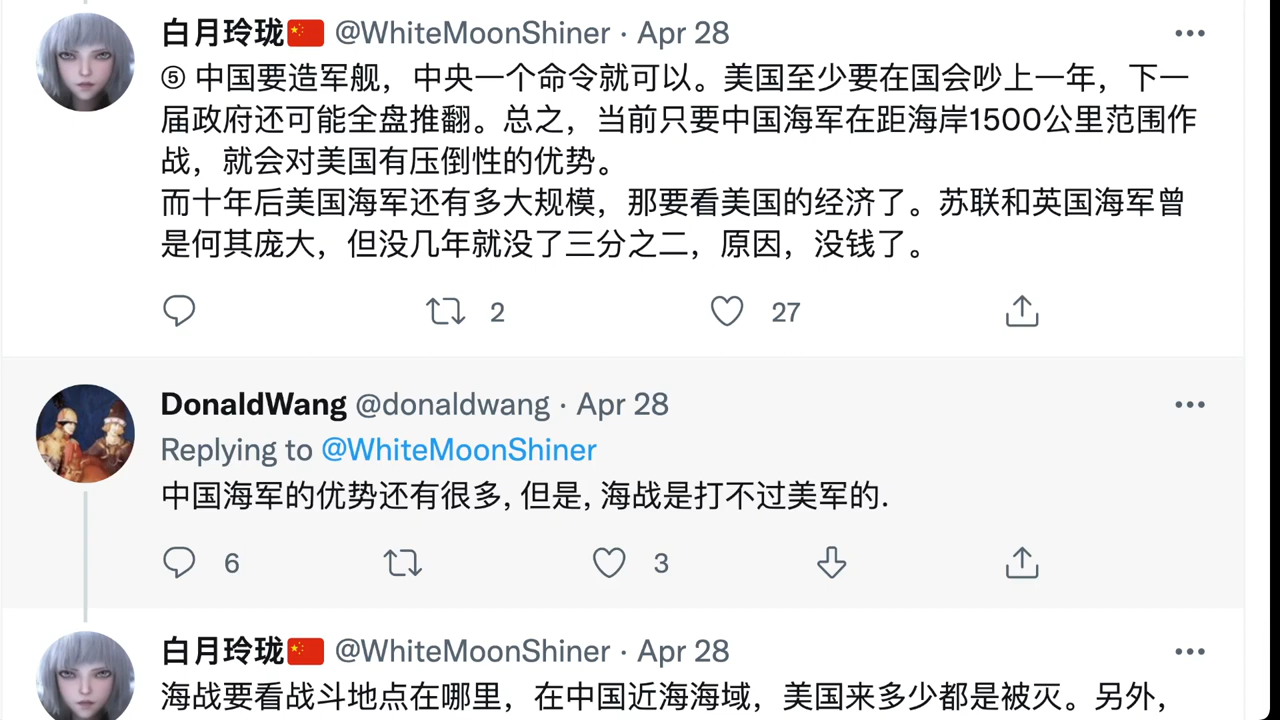 白月玲珑🇨🇳 @WhiteMoonShiner · Apr 28
⑤ 中国要造军舰，中央一个命令就可以。美国至少要在国会吵上一年，下一
届政府还可能全盘推翻。总之，当前只要中国海军在距海岸1500公里范围作
战，就会对美国有压倒性的优势。
而十年后美国海军还有多大规模，那要看美国的经济了。苏联和英国海军曾
是何其庞大，但没几年就没了三分之二，原因，没钱了。
2 27
DonaldWang @donaldwang · Apr 28
Replying to @WhiteMoonShiner
中国海军的优势还有很多, 但是, 海战是打不过美军的.
6 3
白月玲珑🇨🇳 @WhiteMoonShiner · Apr 28
海战要看战斗地点在哪里，在中国近海海域，美国来多少都是被灭。另外，